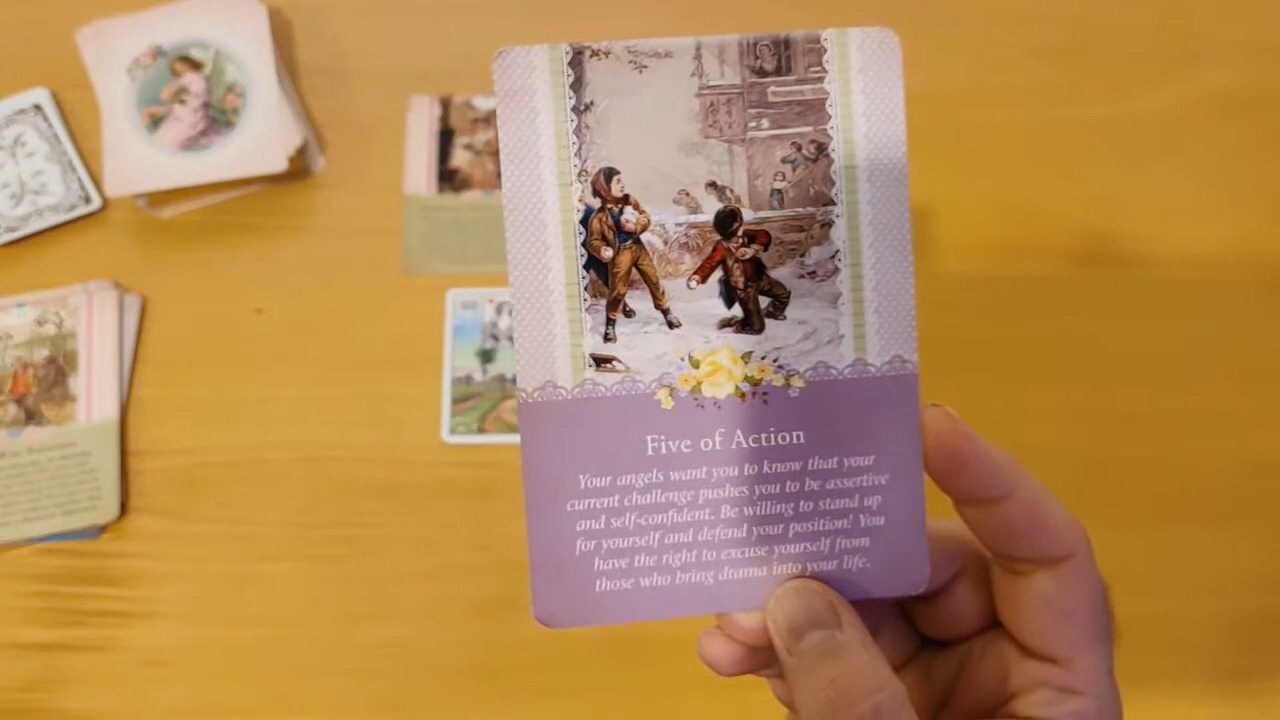 Five of Action
Your angels want you to know that your
current challenge pushes you to be assertive
and self-confident. Be willing to stand up
for yourself and defend your position! You
have the right to excuse yourself from
those who bring drama into your life.